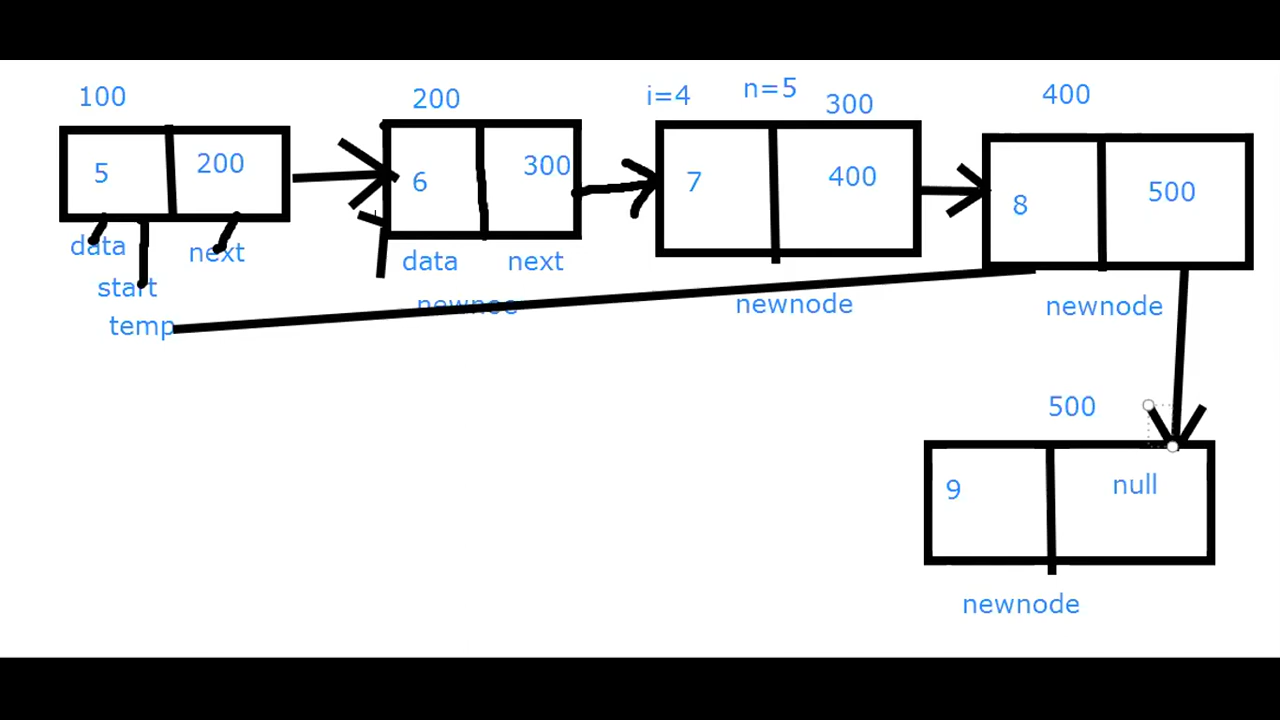 100
200
i=4
n=5
300
400
5
200
6
300
7
400
8
500
data
next
data
next
start
newnode
newnode
temp
500
9
null
newnode